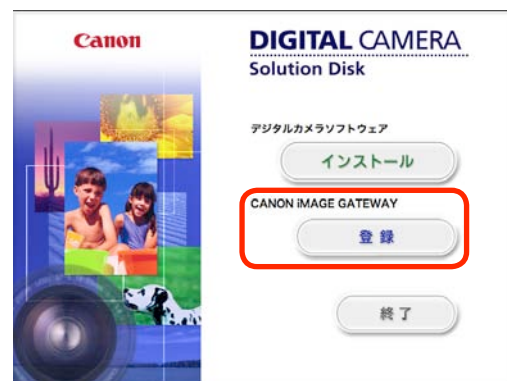 Canon
DIGITAL CAMERA
Solution Disk
デジタルカメラソフトウェア
インストール
CANON iMAGE GATEWAY
登録
終了